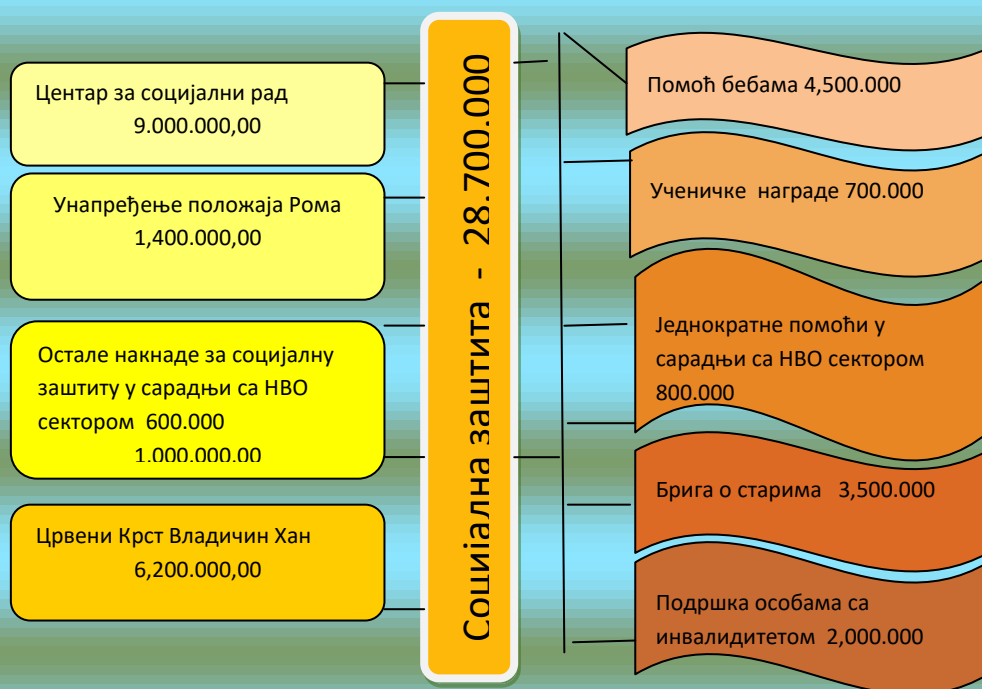 Центар за социјални рад
9.000.000,00
Унапређење положаја Рома
1,400.000,00
Остале накнаде за социјалну
заштиту у сарадњи са НВО
сектором 600.000
1.000.000.00
Црвени Крст Владичин Хан
6,200.000,00
Социјална заштита - 28.700.000
Помоћ бебама 4,500.000
Ученичке награде 700.000
Једнократне помоћи у
сарадњи са НВО сектором
800.000
Брига о старима 3,500.000
Подршка особама са
инвалидитетом 2,000.000